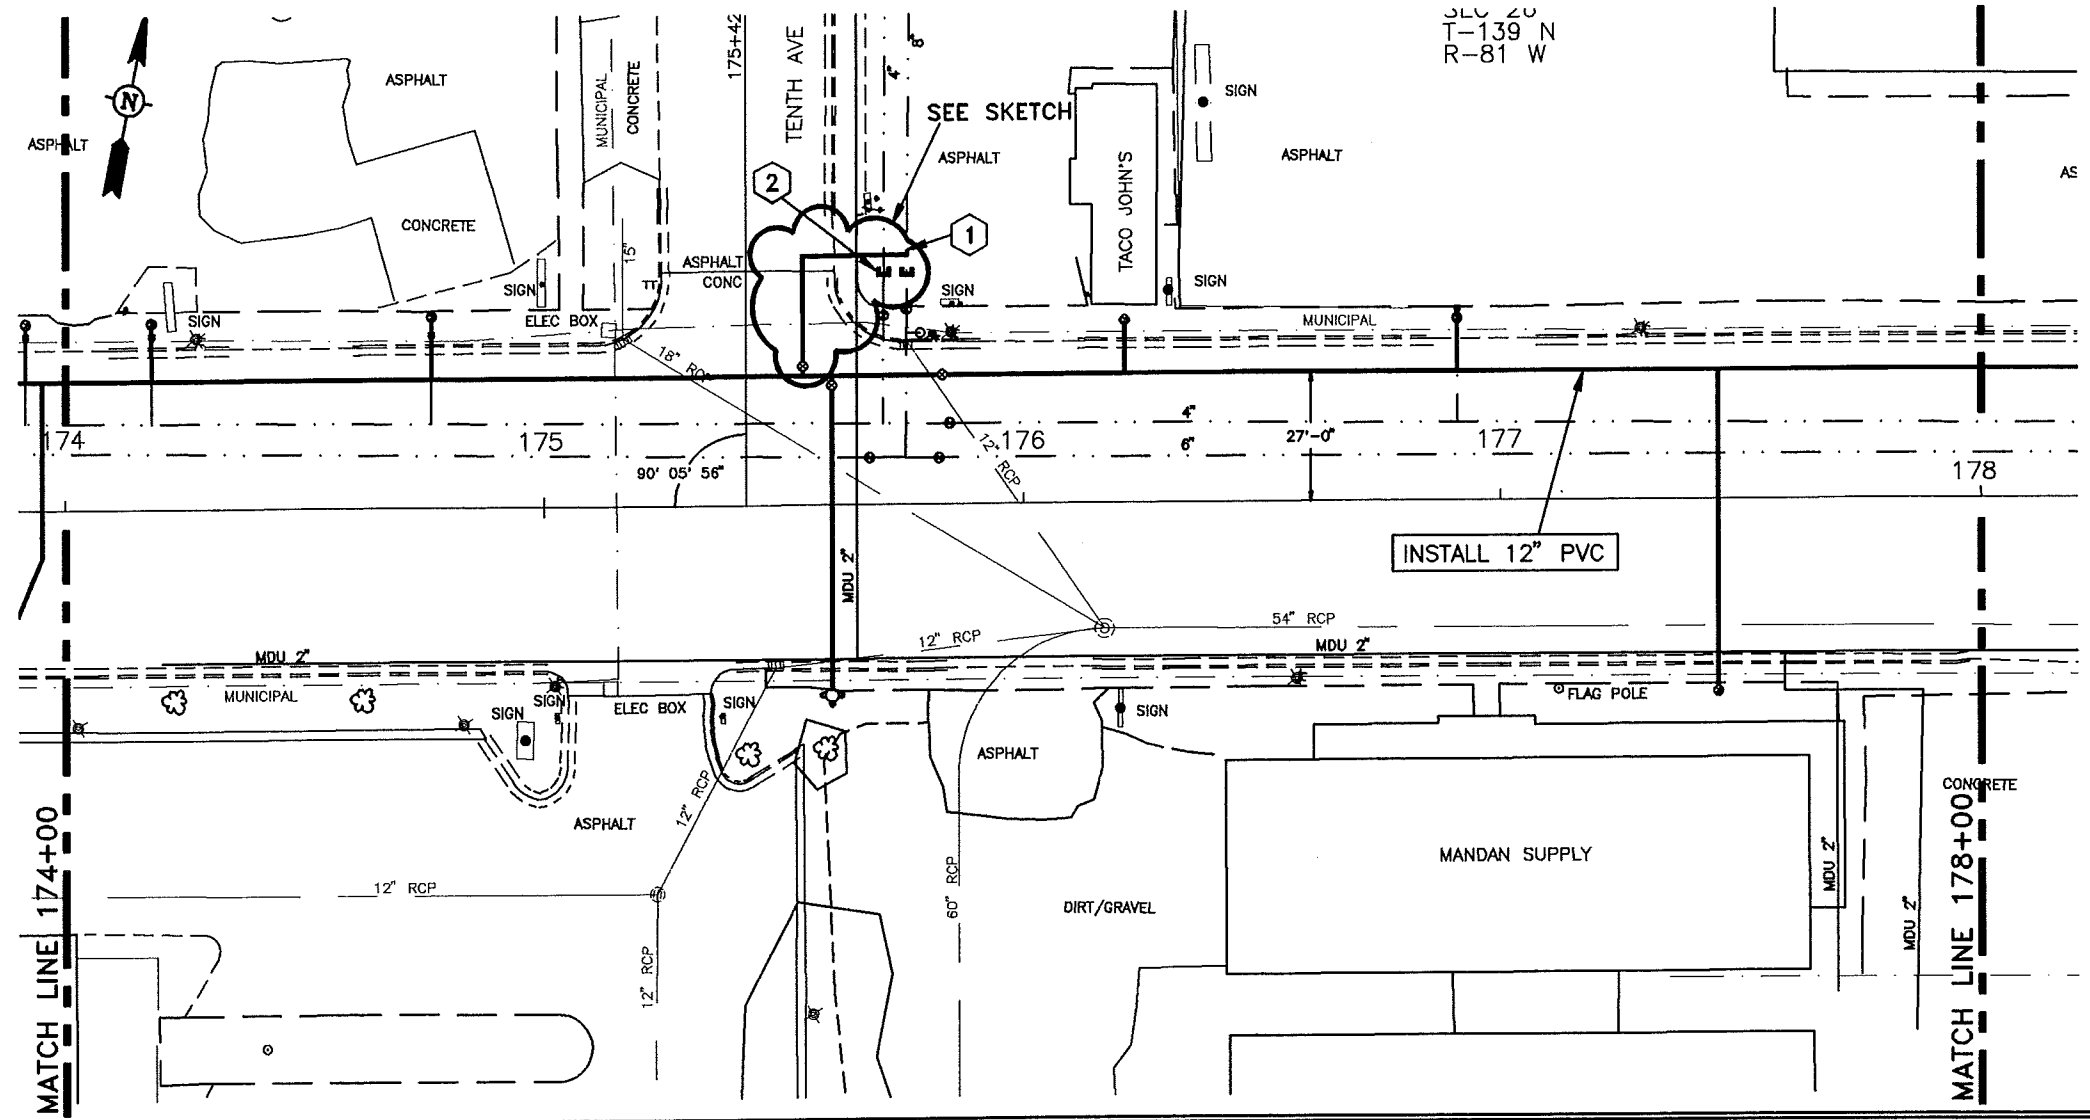 T-139 N
R-81 W
N
ASPHALT
ASPHALT
MUNICIPAL
CONCRETE
175+42
TENTH AVE
4"
8"
SEE SKETCH
ASPHALT
TACO JOHN'S
SIGN
ASPHALT
AS
2
1
CONCRETE
15"
ASPHALT
CONC
SIGN
TT
SIGN
SIGN
SIGN
ELEC BOX
MUNICIPAL
18" RCP
174
175
90' 05' 56"
12" RCP
176
4"
6"
27'-0"
177
178
INSTALL 12" PVC
MDU 2"
54" RCP
12" RCP
MDU 2"
MDU 2"
MUNICIPAL
SIGN
SIGN
ELEC BOX
SIGN
SIGN
FLAG POLE
ASPHALT
12" RCP
ASPHALT
CONCRETE
MANDAN SUPPLY
MDU 2"
MDU 2"
12" RCP
60" RCP
DIRT/GRAVEL
12" RCP
MATCH LINE 174+00
MATCH LINE 178+00